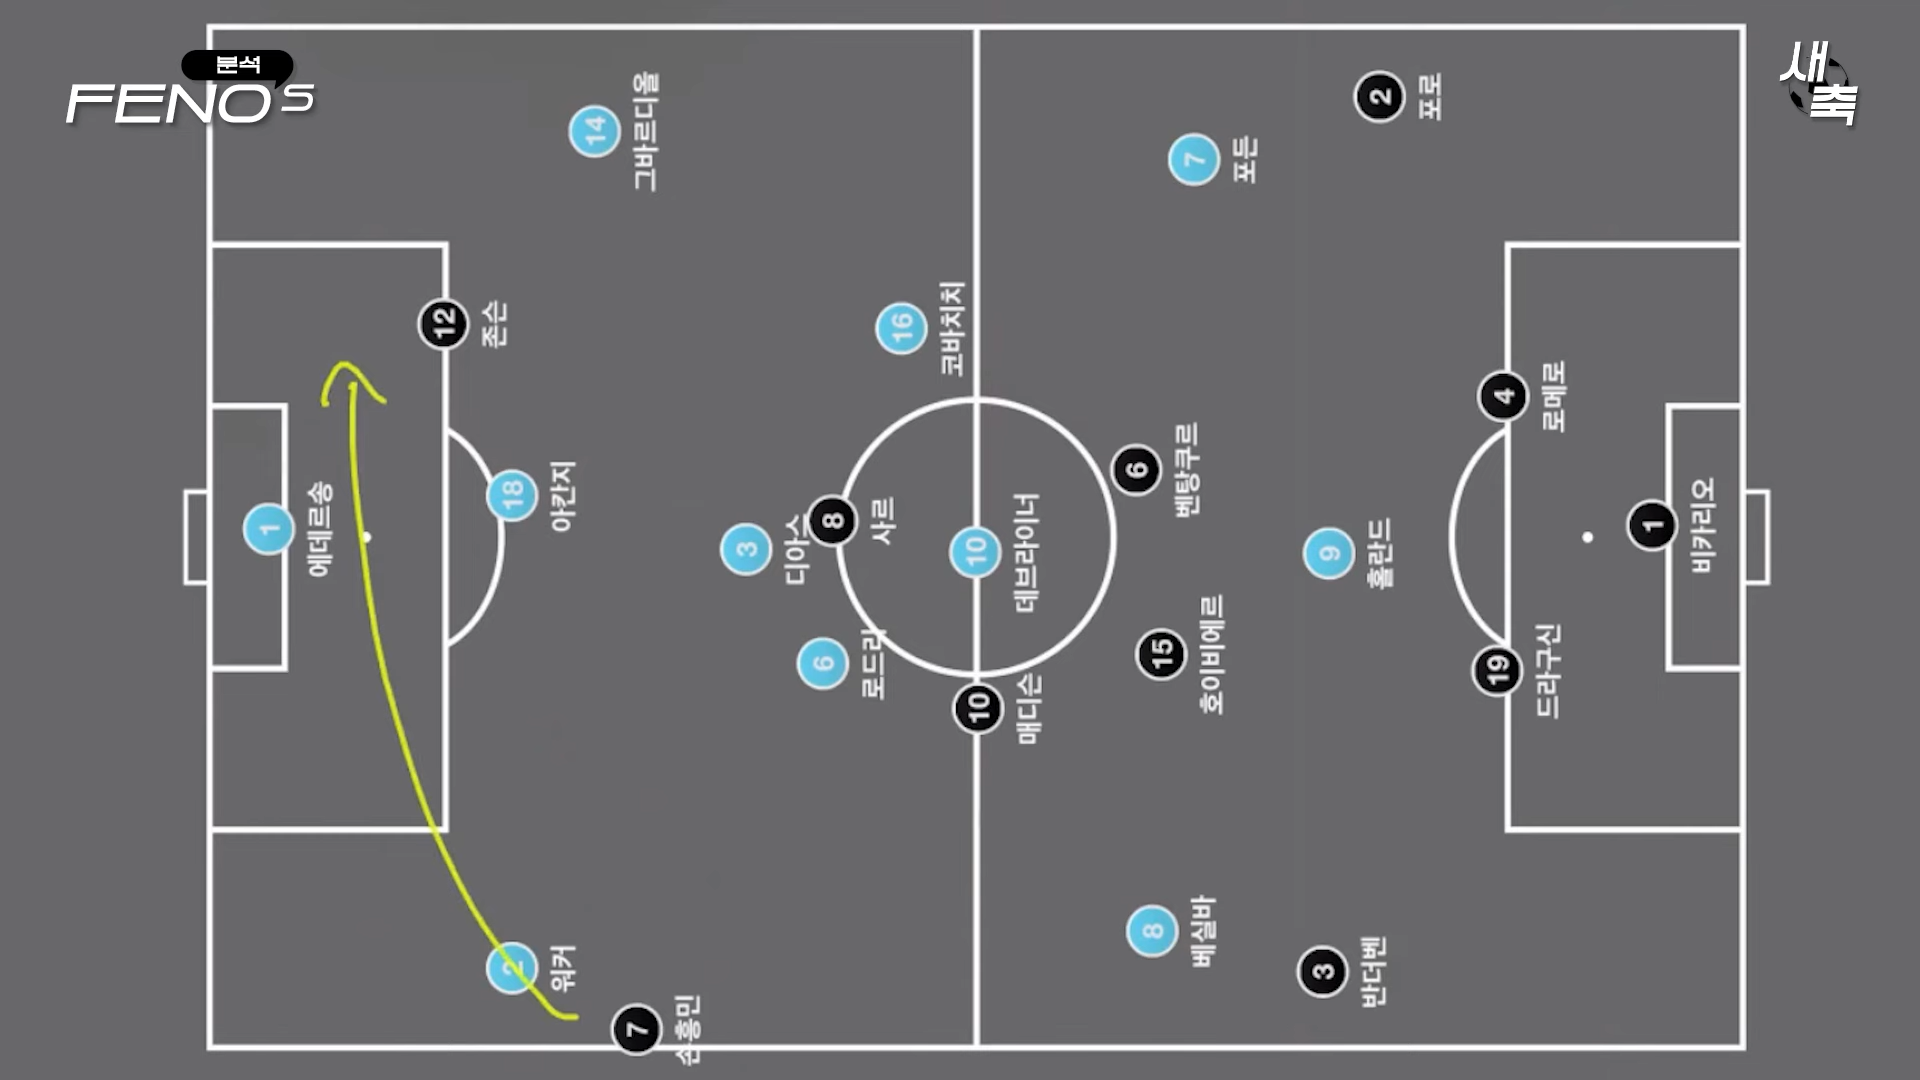 분석
FENO'S
새축
14 그바르디올
2 포로
7 포든
12 존슨
16 코바치치
4 로메로
1 에데르송
18 아칸지
3 디아스
8 사르
10 데브라이너
6 벤탕쿠르
9 홀란드
1 비카리오
6 로드리
10 매디슨
15 호이비에르
19 드라구신
2 워커
7 손흥민
8 베실바
3 반더벤